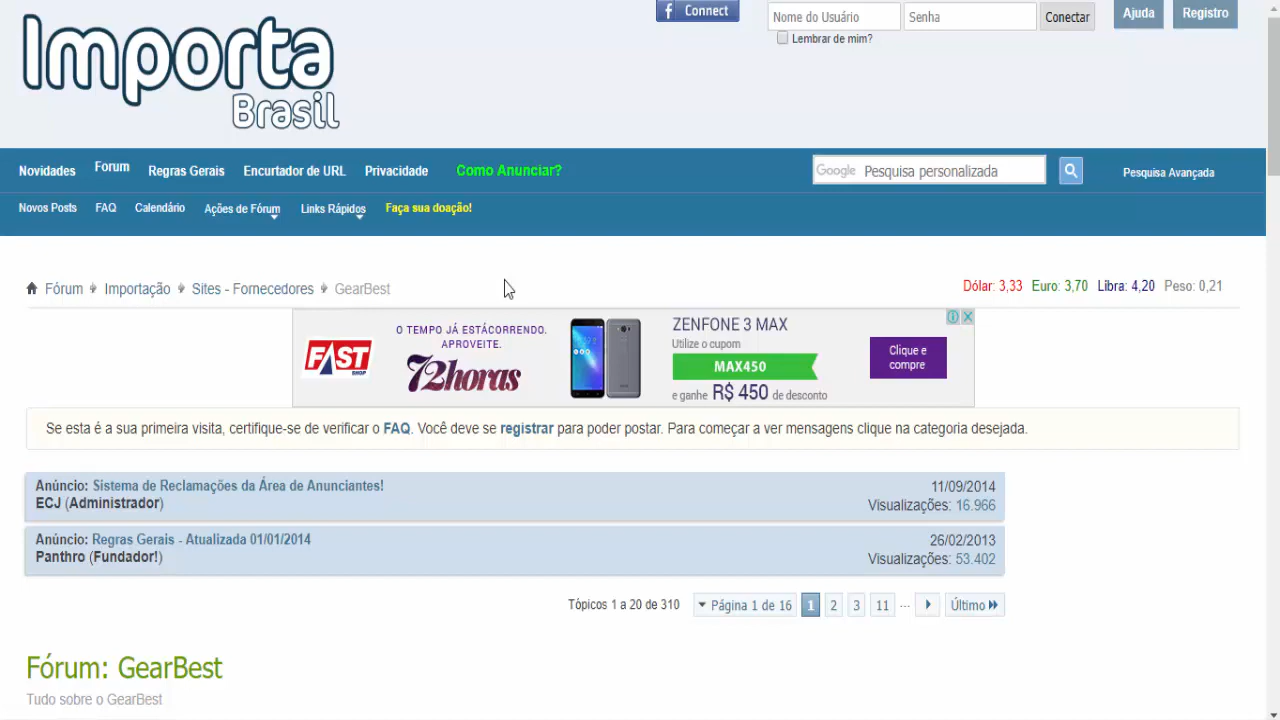 Importa
Brasil
f Connect
Nome do Usuário
Senha
Conectar
Ajuda
Registro
Lembrar de mim?
Novidades
Forum
Regras Gerais
Encurtador de URL
Privacidade
Como Anunciar?
Google Pesquisa personalizada
Pesquisa Avançada
Novos Posts
FAQ
Calendário
Ações de Fórum
Links Rápidos
Faça sua doação!
Fórum Importação Sites - Fornecedores GearBest
Dólar: 3,33 Euro: 3,70 Libra: 4,20 Peso: 0,21
FAST
SHOP
O TEMPO JÁ ESTÁCORRENDO.
APROVEITE.
72horas
ZENFONE 3 MAX
Utilize o cupom
MAX450
e ganhe R$ 450 de desconto
Clique e
compre
Se esta é a sua primeira visita, certifique-se de verificar o FAQ. Você deve se registrar para poder postar. Para começar a ver mensagens clique na categoria desejada.
Anúncio: Sistema de Reclamações da Área de Anunciantes!
11/09/2014
ECJ (Administrador)
Visualizações: 16.966
Anúncio: Regras Gerais - Atualizada 01/01/2014
26/02/2013
Panthro (Fundador!)
Visualizações: 53.402
Tópicos 1 a 20 de 310
Página 1 de 16
1 2 3 11 ... Último
Fórum: GearBest
Tudo sobre o GearBest